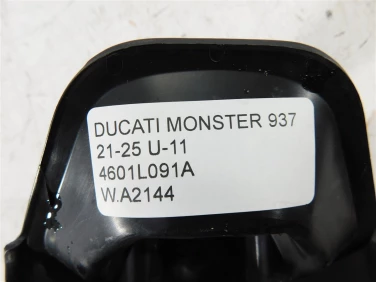 DUCATI MONSTER 937
21-25 U-11
4601L091A
W.A2144